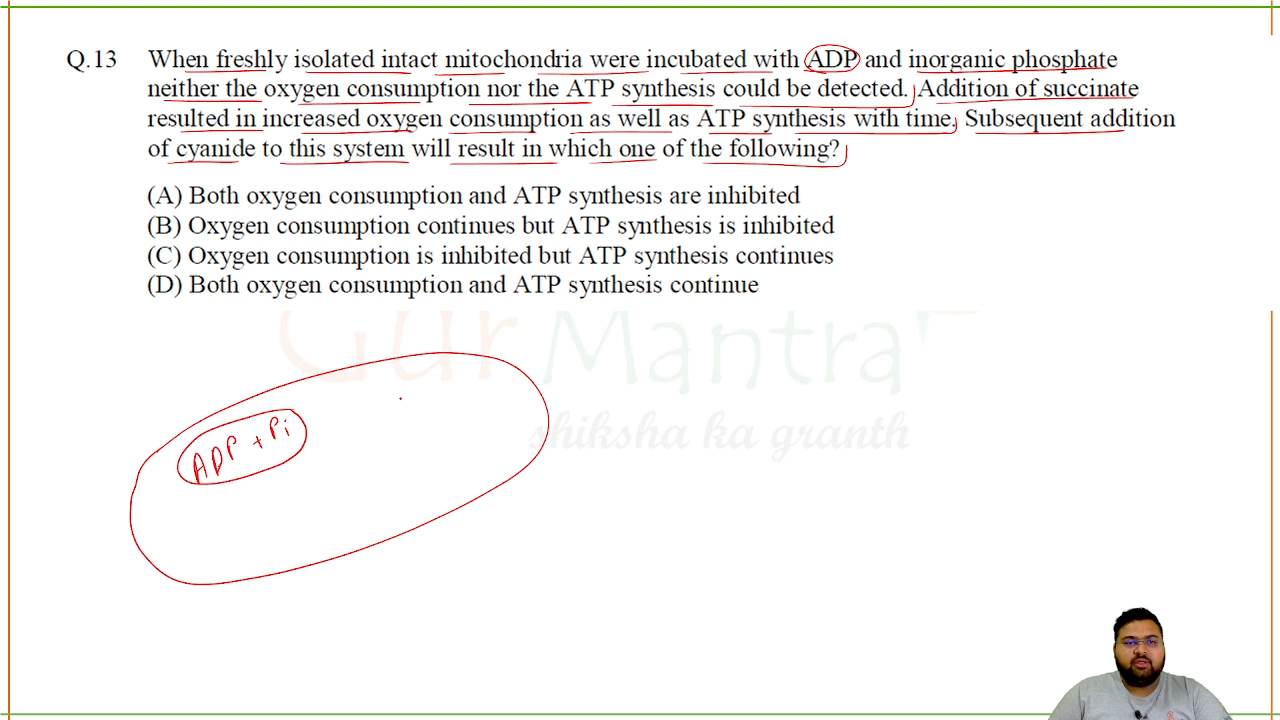 Q.13 When freshly isolated intact mitochondria were incubated with ADP and inorganic phosphate
neither the oxygen consumption nor the ATP synthesis could be detected. Addition of succinate
resulted in increased oxygen consumption as well as ATP synthesis with time. Subsequent addition
of cyanide to this system will result in which one of the following?
(A) Both oxygen consumption and ATP synthesis are inhibited
(B) Oxygen consumption continues but ATP synthesis is inhibited
(C) Oxygen consumption is inhibited but ATP synthesis continues
(D) Both oxygen consumption and ATP synthesis continue
Gur Mantra
shiksha ka granth
ADP + Pi